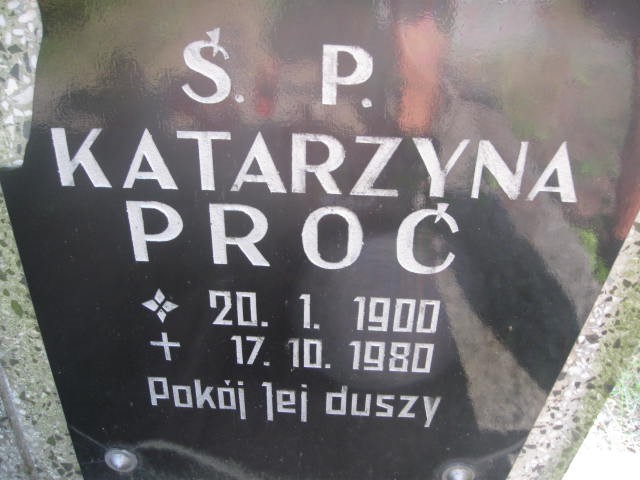 Ś. P.
KATARZYNA
PROĆ
20. 1. 1900
17. 10. 1980
Pokój Jej duszy